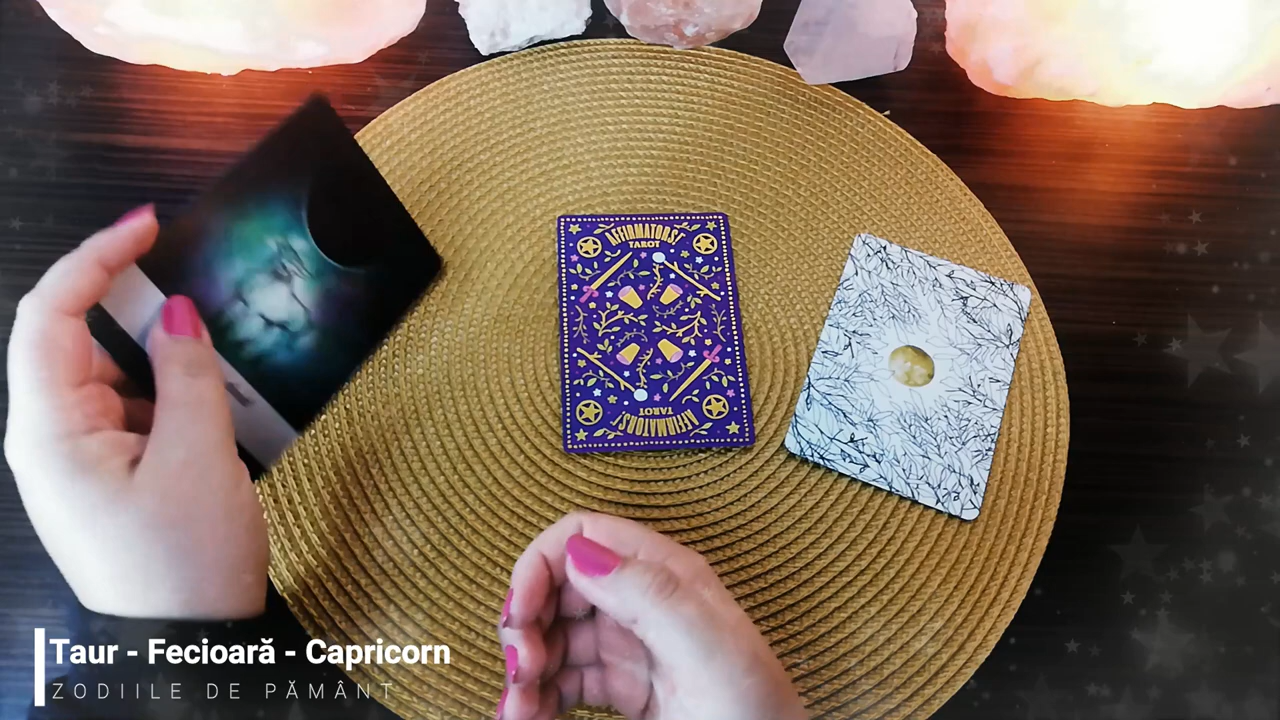 AFFIRMATORS!
TAROT
TAROT
AFFIRMATORS!
Taur - Fecioară - Capricorn
ZODIILE DE PĂMÂNT